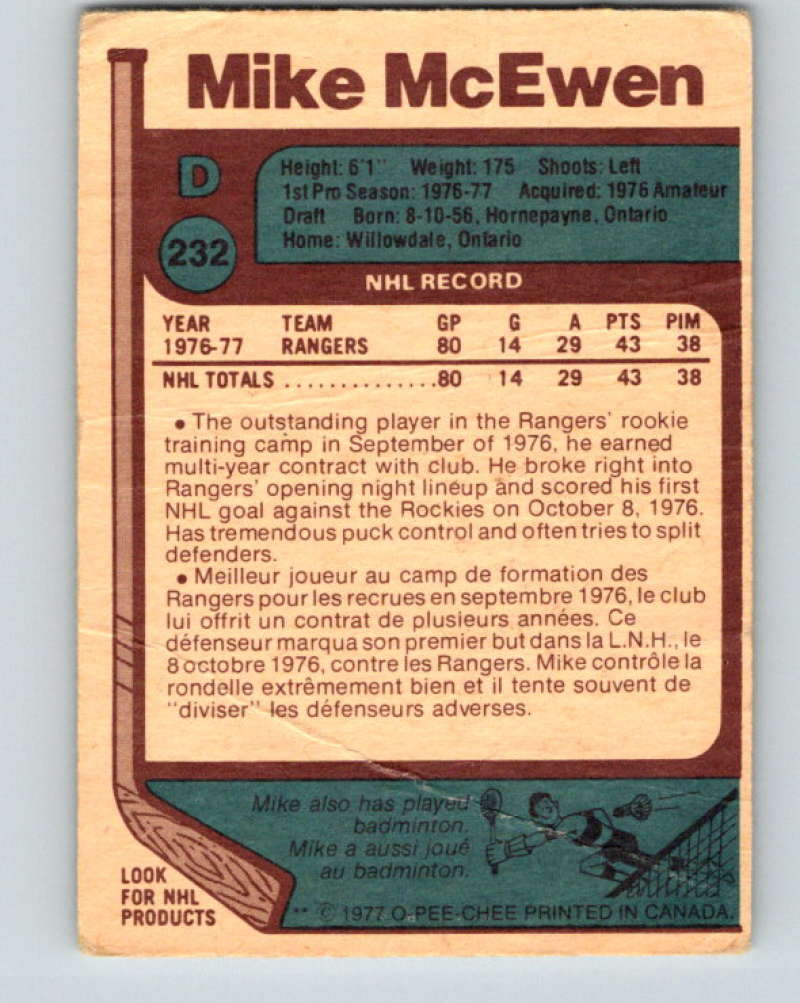 Mike McEwen
D
232
Height: 6'1" Weight: 175 Shoots: Left
1st Pro Season: 1976-77 Acquired: 1976 Amateur
Draft Born: 8-10-56, Hornepayne, Ontario
Home: Willowdale, Ontario
NHL RECORD
YEAR TEAM GP G A PTS PIM
1976-77 RANGERS 80 14 29 43 38
NHL TOTALS ..............80 14 29 43 38
• The outstanding player in the Rangers' rookie
training camp in September of 1976, he earned
multi-year contract with club. He broke right into
Rangers' opening night lineup and scored his first
NHL goal against the Rockies on October 8, 1976.
Has tremendous puck control and often tries to split
defenders.
• Meilleur joueur au camp de formation des
Rangers pour les recrues en septembre 1976, le club
lui offrit un contrat de plusieurs années. Ce
défenseur marqua son premier but dans la L.N.H., le
8 octobre 1976, contre les Rangers. Mike contrôle la
rondelle extrêmement bien et il tente souvent de
"diviser" les défenseurs adverses.
Mike also has played
badminton.
Mike a aussi joué
au badminton.
LOOK
FOR NHL
PRODUCTS
** © 1977 O-PEE-CHEE PRINTED IN CANADA.